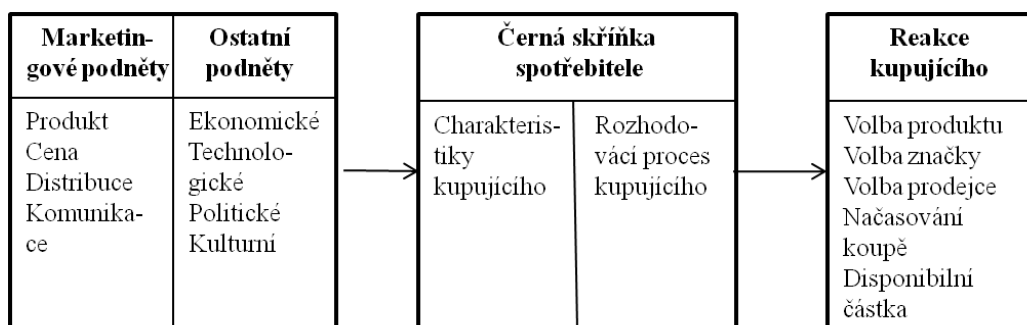 Marketin-
gové podněty
Ostatní
podněty
Produkt
Cena
Distribuce
Komunika-
ce
Ekonomické
Technolo-
gické
Politické
Kulturní
Černá skříňka
spotřebitele
Charakteris-
tiky
kupujícího
Rozhodo-
vácí proces
kupujícího
Reakce
kupujícího
Volba produktu
Volba značky
Volba prodejce
Načasování
koupě
Disponibilní
částka